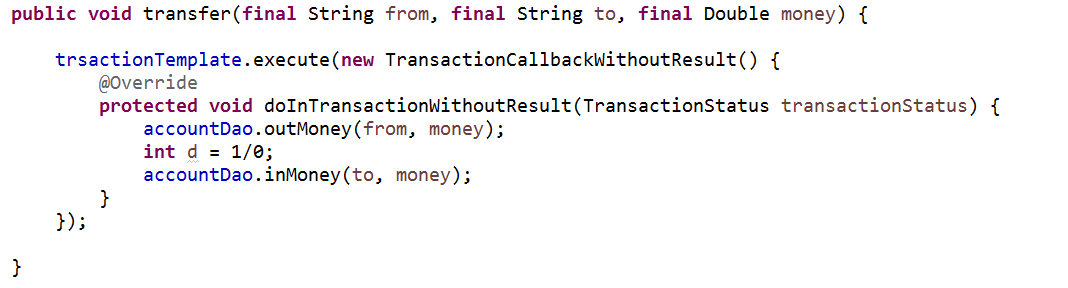 public void transfer(final String from, final String to, final Double money) {
trsactionTemplate.execute(new TransactionCallbackWithoutResult() {
@Override
protected void doInTransactionWithoutResult(TransactionStatus transactionStatus) {
accountDao.outMoney(from, money);
int d = 1/0;
accountDao.inMoney(to, money);
}
});
}